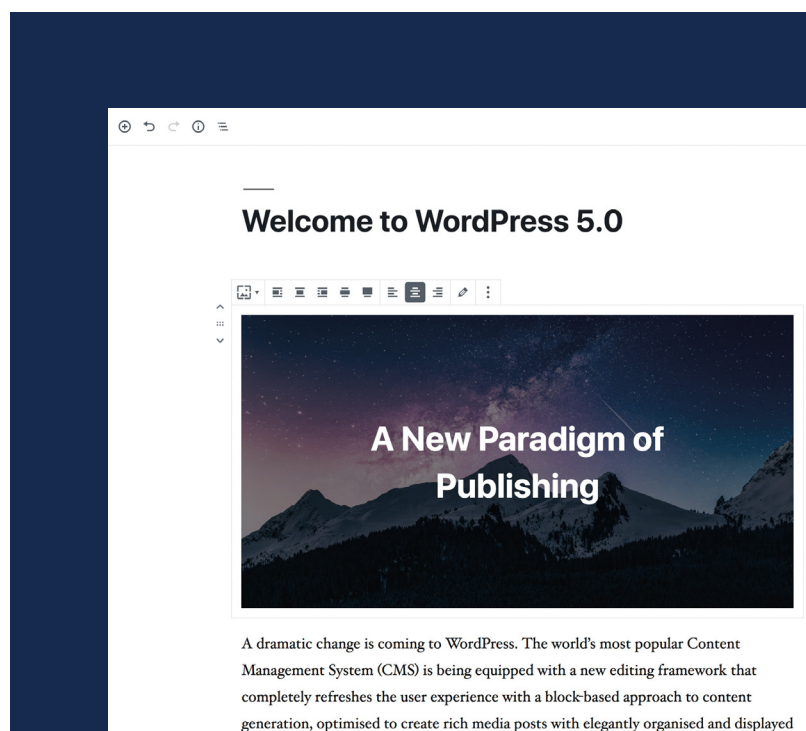 Welcome to WordPress 5.0
A New Paradigm of
Publishing
A dramatic change is coming to WordPress. The world’s most popular Content
Management System (CMS) is being equipped with a new editing framework that
completely refreshes the user experience with a block-based approach to content
generation, optimised to create rich media posts with elegantly organised and displayed